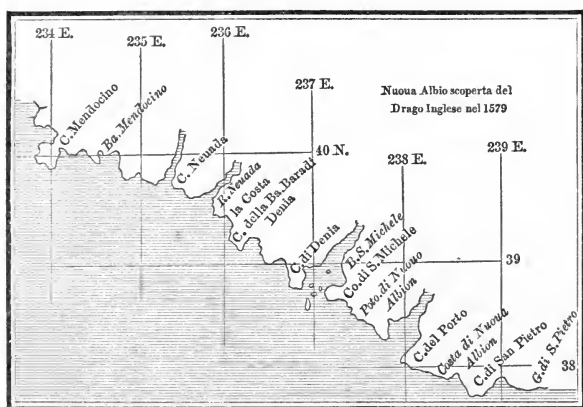 234 E.
235 E.
236 E.
237 E.
238 E.
239 E.
Nuoua Albio scoperta del
Drago Inglese nel 1579
40 N.
39
38
C. Mendocino
Ba. Mendocino
C. Neuada
R. Neuada
la Costa
C. della Ba. Baradi
Denia
C. di Denia
B. S. Michele
Co. di S. Michele
Poto. di Nuouo
Albion
C. del Porto
Costa di Nuoua
Albion
C. di San Pietro
G. di S. Pietro